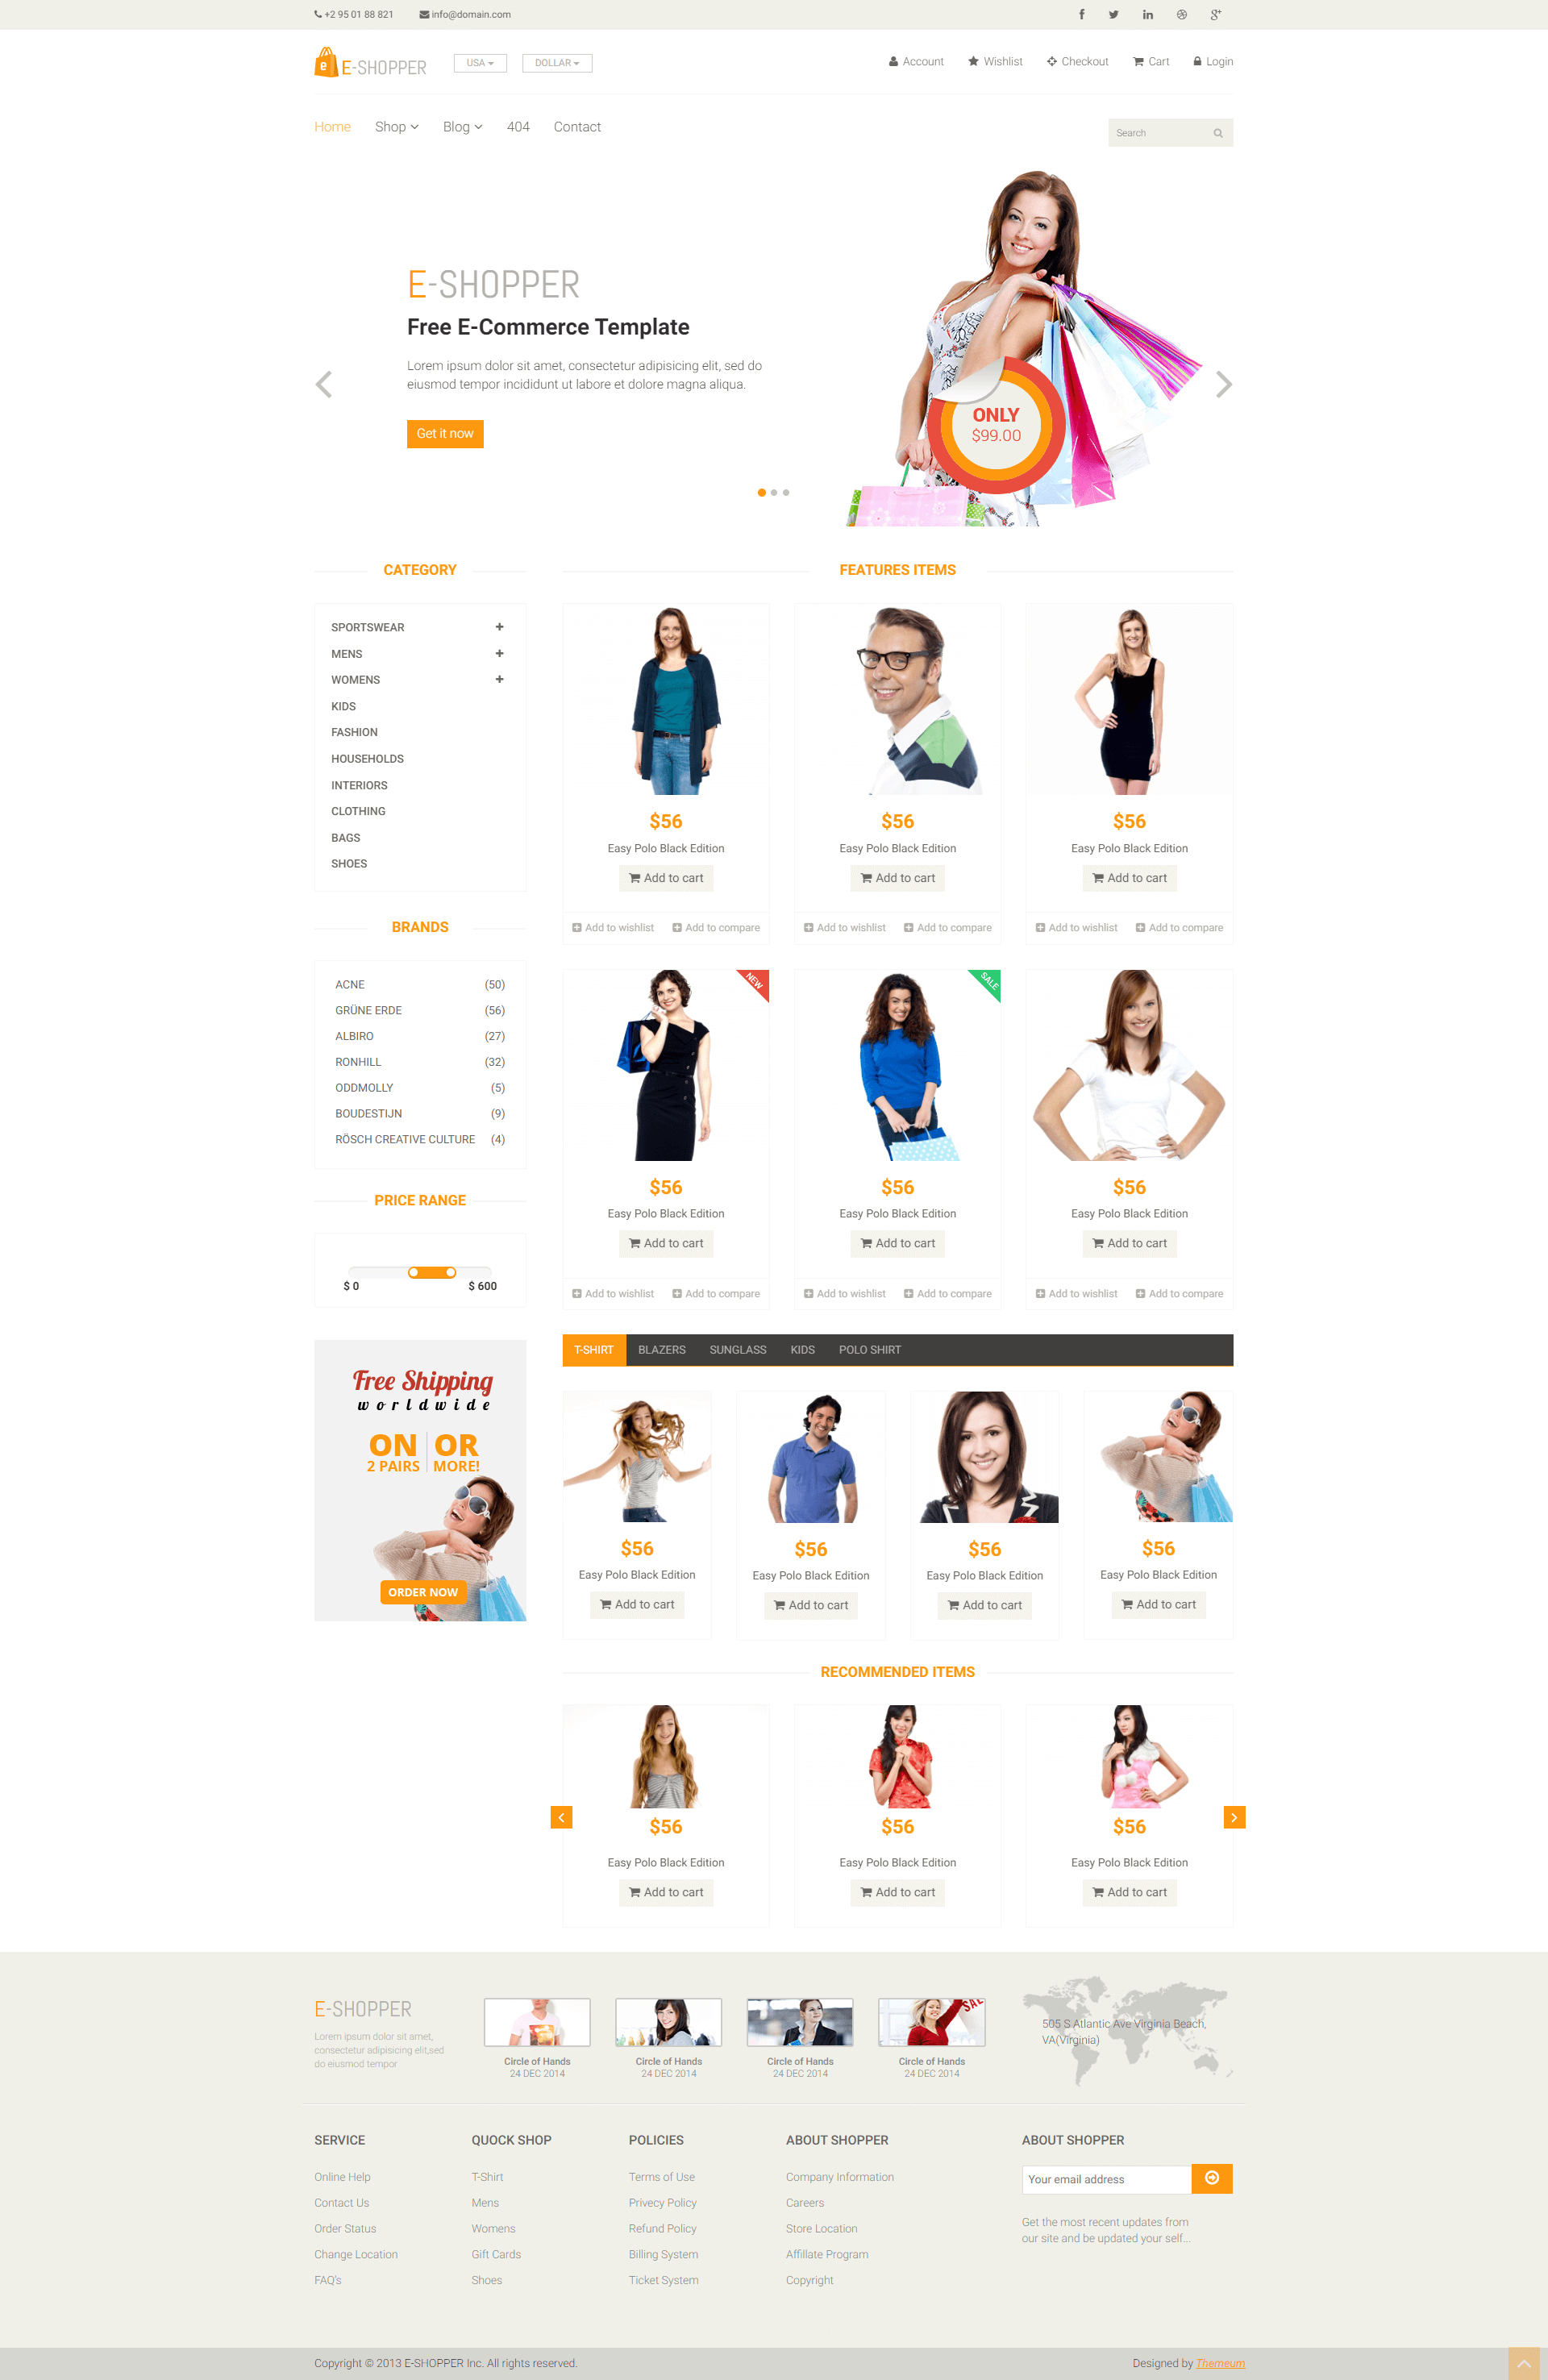 +2 95 01 88 821 info@domain.com
E-SHOPPER USA DOLLAR
Account Wishlist Checkout Cart Login
Home Shop Blog 404 Contact
Search
E-SHOPPER
Free E-Commerce Template
Lorem ipsum dolor sit amet, consectetur adipisicing elit, sed do
eiusmod tempor incididunt ut labore et dolore magna aliqua.
Get it now
ONLY
$99.00
CATEGORY
SPORTSWEAR
MENS
WOMENS
KIDS
FASHION
HOUSEHOLDS
INTERIORS
CLOTHING
BAGS
SHOES
BRANDS
ACNE (50)
GRÜNE ERDE (56)
ALBIRO (27)
RONHILL (32)
ODDMOLLY (5)
BOUDESTIJN (9)
RÖSCH CREATIVE CULTURE (4)
PRICE RANGE
$ 0 $ 600
Free Shipping
worldwide
ON OR
2 PAIRS MORE!
ORDER NOW
FEATURES ITEMS
$56 $56 $56
Easy Polo Black Edition Easy Polo Black Edition Easy Polo Black Edition
Add to cart Add to cart Add to cart
Add to wishlist Add to compare Add to wishlist Add to compare Add to wishlist Add to compare
NEW SALE
$56 $56 $56
Easy Polo Black Edition Easy Polo Black Edition Easy Polo Black Edition
Add to cart Add to cart Add to cart
Add to wishlist Add to compare Add to wishlist Add to compare Add to wishlist Add to compare
T-SHIRT BLAZERS SUNGLASS KIDS POLO SHIRT
$56 $56 $56 $56
Easy Polo Black Edition Easy Polo Black Edition Easy Polo Black Edition Easy Polo Black Edition
Add to cart Add to cart Add to cart Add to cart
RECOMMENDED ITEMS
$56 $56 $56
Easy Polo Black Edition Easy Polo Black Edition Easy Polo Black Edition
Add to cart Add to cart Add to cart
E-SHOPPER
Lorem ipsum dolor sit amet,
consectetur adipisicing elit,sed
do eiusmod tempor
SALE
Circle of Hands Circle of Hands Circle of Hands Circle of Hands
24 DEC 2014 24 DEC 2014 24 DEC 2014 24 DEC 2014
505 S Atlantic Ave Virginia Beach,
VA(Virginia)
SERVICE
Online Help
Contact Us
Order Status
Change Location
FAQ's
QUOCK SHOP
T-Shirt
Mens
Womens
Gift Cards
Shoes
POLICIES
Terms of Use
Privecy Policy
Refund Policy
Billing System
Ticket System
ABOUT SHOPPER
Company Information
Careers
Store Location
Affillate Program
Copyright
ABOUT SHOPPER
Your email address
Get the most recent updates from
our site and be updated your self...
Copyright © 2013 E-SHOPPER Inc. All rights reserved. Designed by Themeum